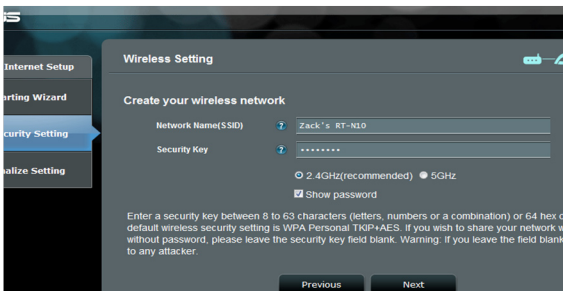 Internet Setup
Wireless Setting
arting Wizard
Create your wireless network
Network Name(SSID)
Zack's RT-N10
curity Setting
Security Key
••••••••
2.4GHz(recommended)
5GHz
alize Setting
Show password
Enter a security key between 8 to 63 characters (letters, numbers or a combination) or 64 hex
default wireless security setting is WPA Personal TKIP+AES. If you wish to share your network w
without password, please leave the security key field blank. Warning: If you leave the field blank
to any attacker.
Previous
Next